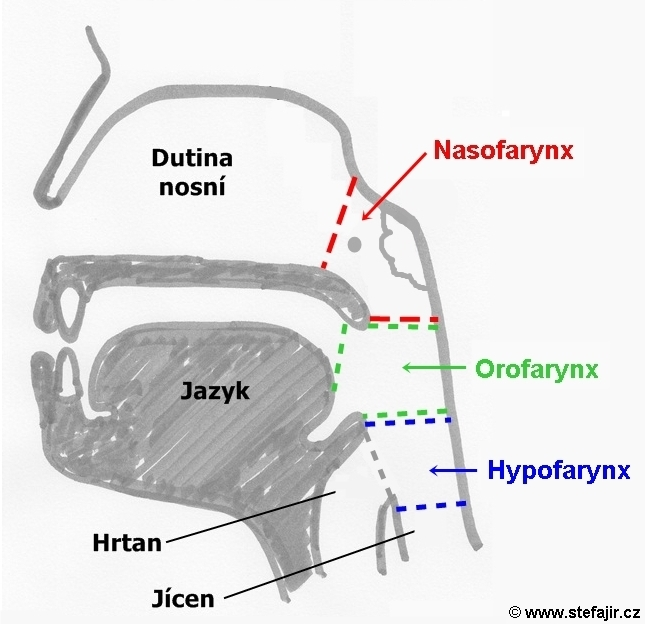 Dutina
nosní
Nasofarynx
Orofarynx
Jazyk
Hypofarynx
Hrtan
Jícen
© www.stefajir.cz